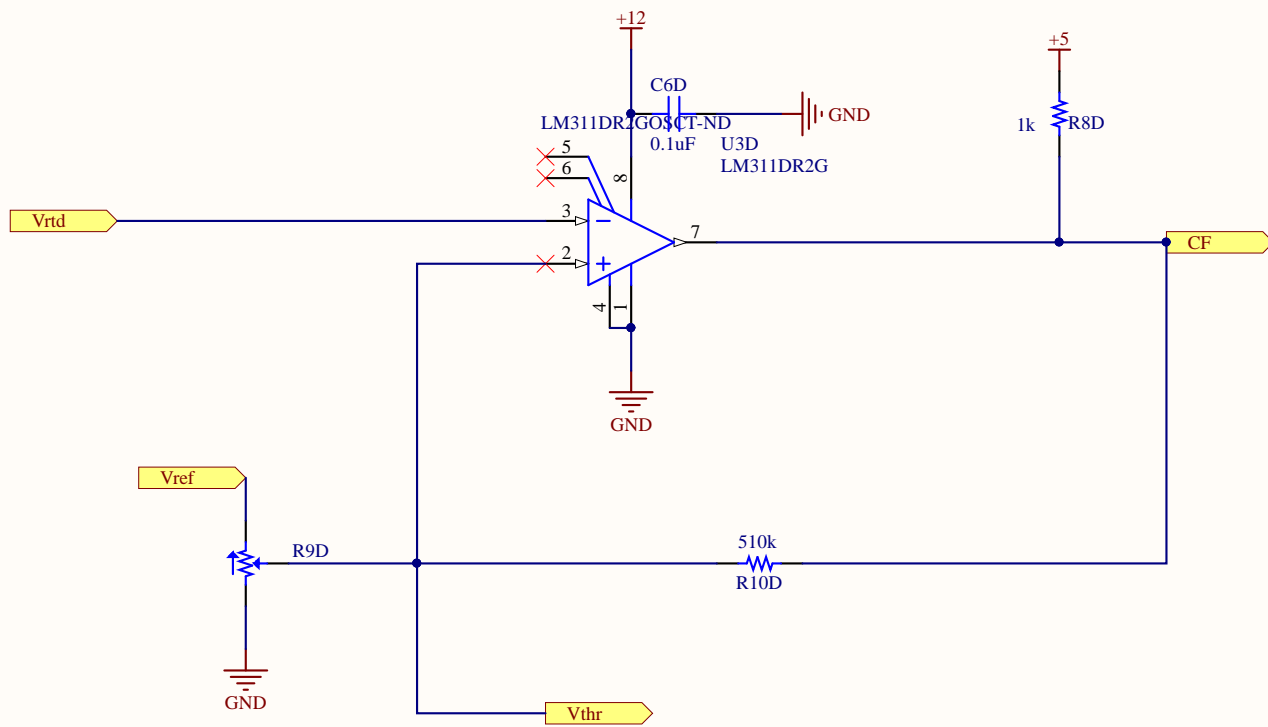 +12
+5
C6D
LM311DR2GOSCT-ND
GND
1k
R8D
0.1uF
U3D
LM311DR2G
5
6
8
Vrtd
3
−
7
CF
2
+
4
1
GND
Vref
R9D
510k
R10D
GND
Vthr